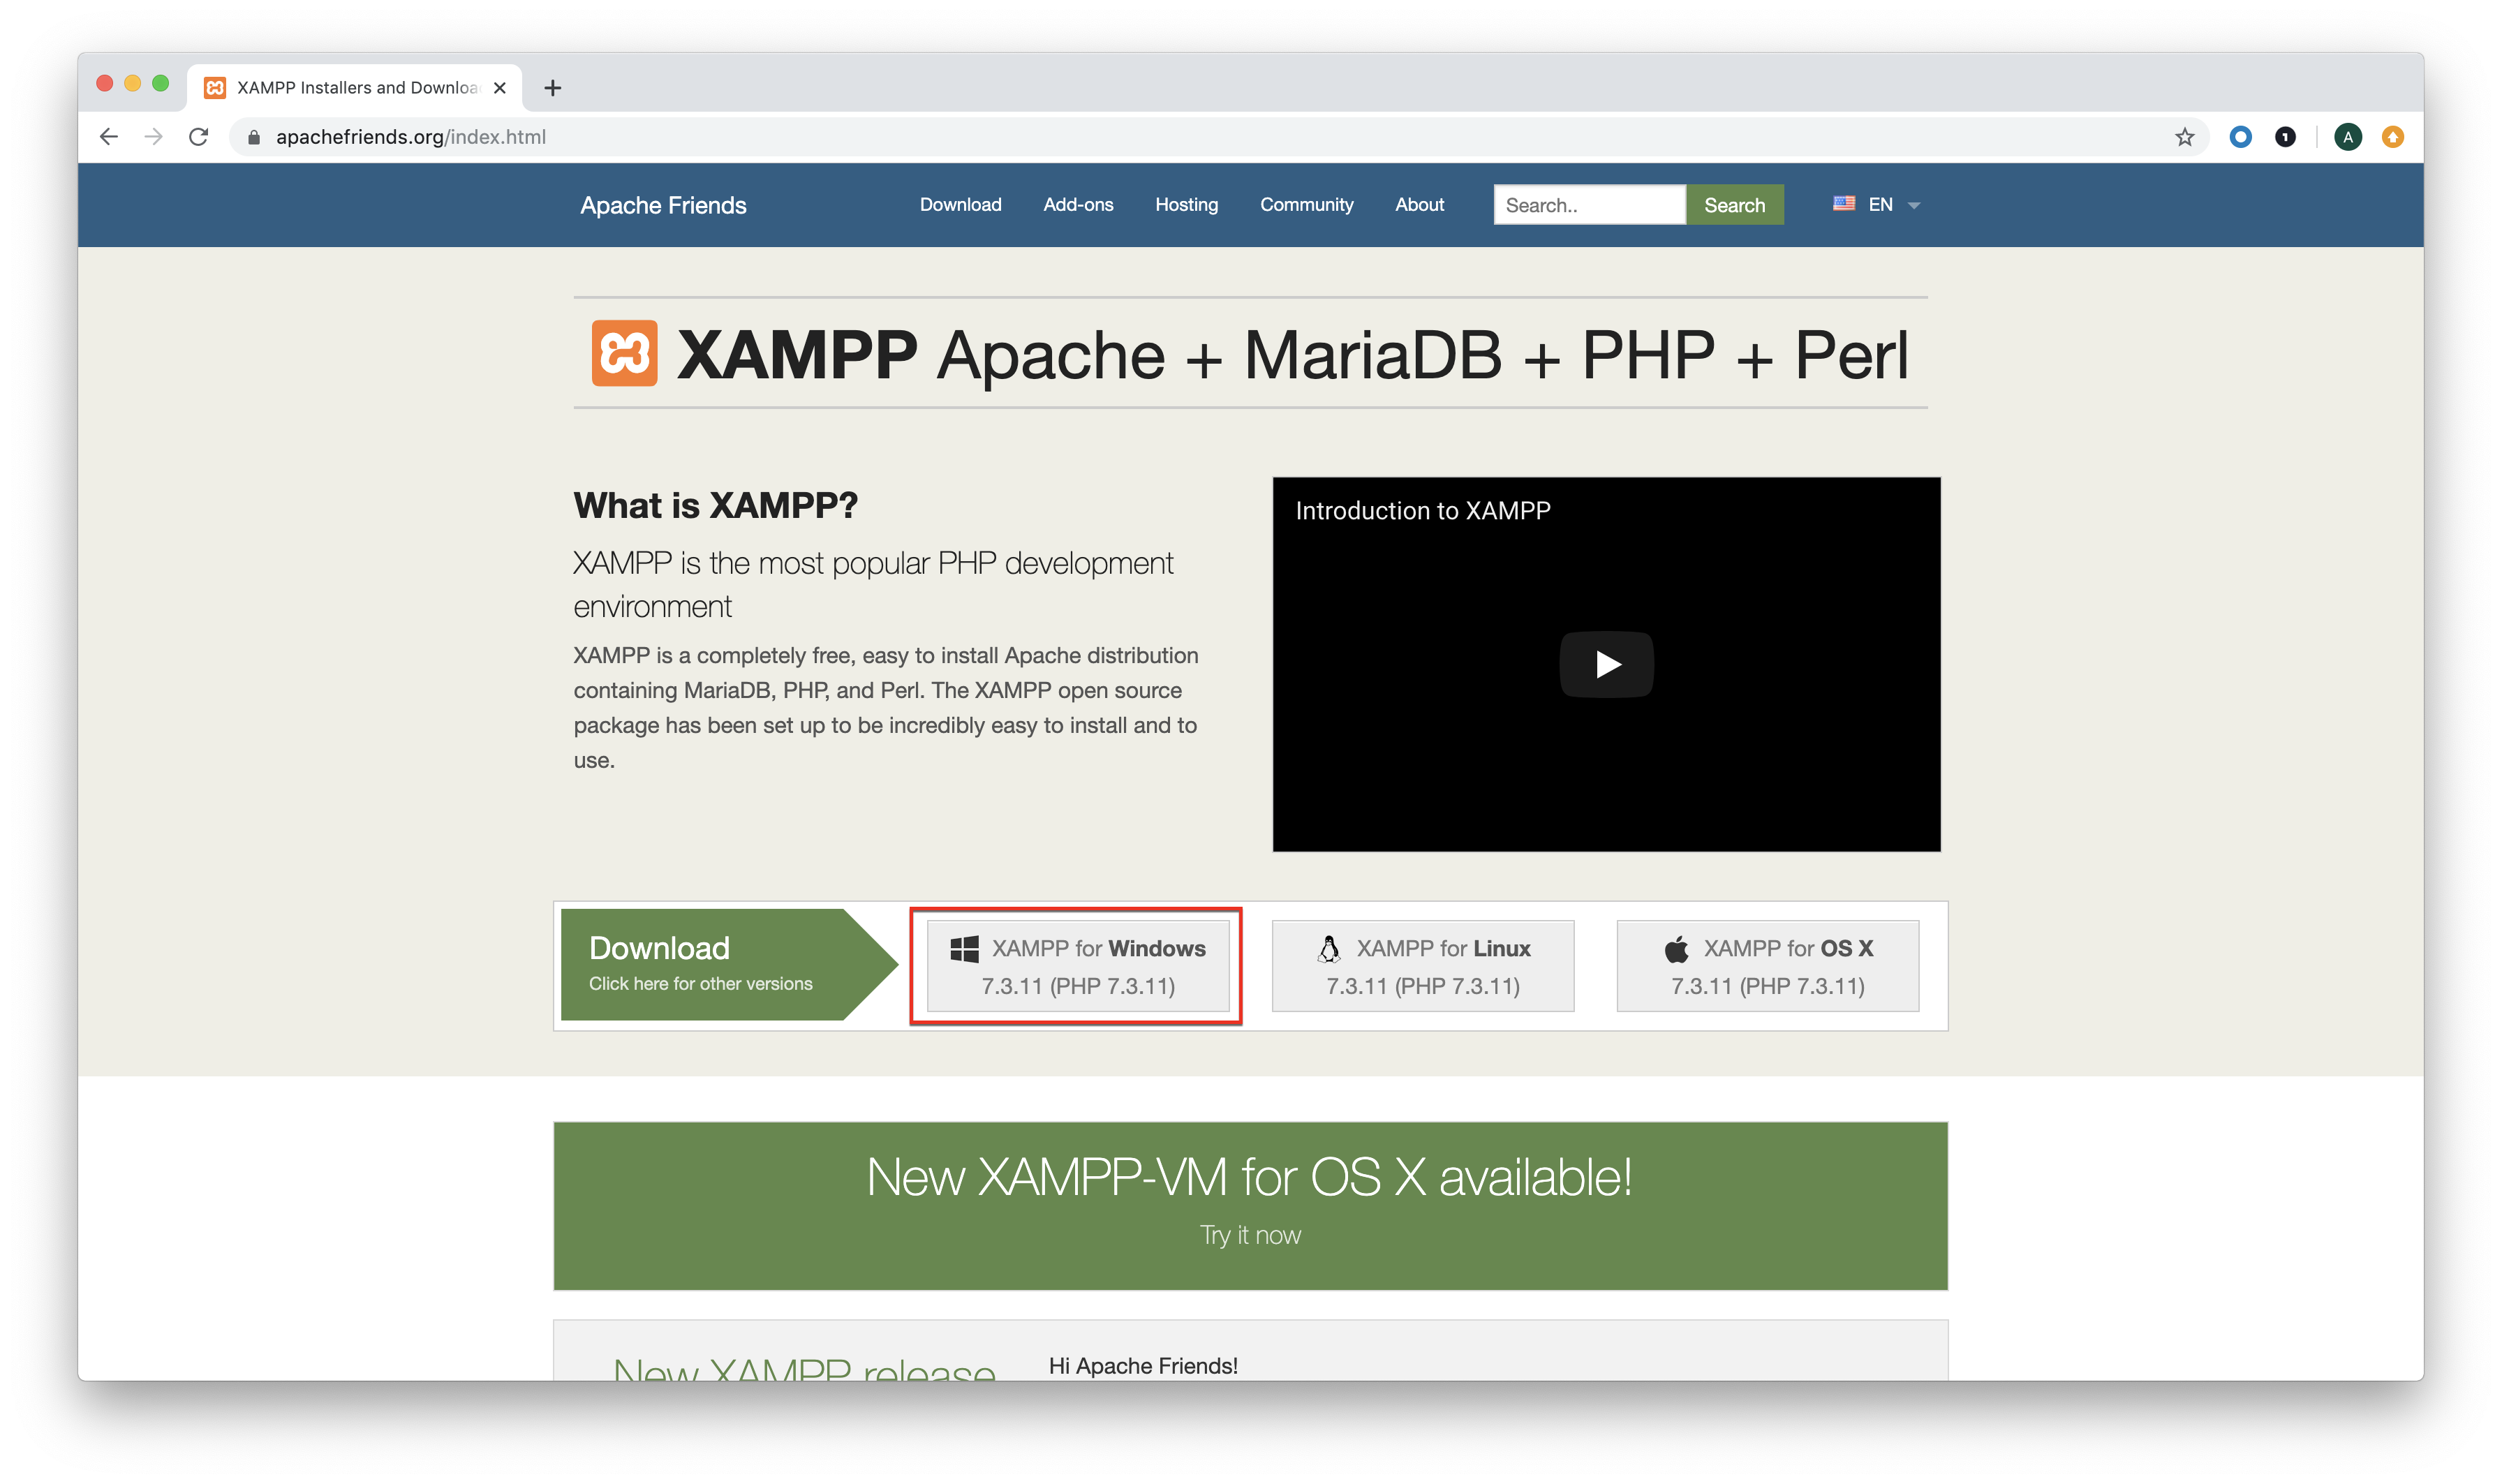 XAMPP Installers and Downloa
apachefriends.org/index.html
1
A
Apache Friends
Download
Add-ons
Hosting
Community
About
Search..
Search
EN
XAMPP Apache + MariaDB + PHP + Perl
What is XAMPP?
XAMPP is the most popular PHP development
environment
XAMPP is a completely free, easy to install Apache distribution
containing MariaDB, PHP, and Perl. The XAMPP open source
package has been set up to be incredibly easy to install and to
use.
Introduction to XAMPP
Download
Click here for other versions
XAMPP for Windows
7.3.11 (PHP 7.3.11)
XAMPP for Linux
7.3.11 (PHP 7.3.11)
XAMPP for OS X
7.3.11 (PHP 7.3.11)
New XAMPP-VM for OS X available!
Try it now
New XAMPP release
Hi Apache Friends!